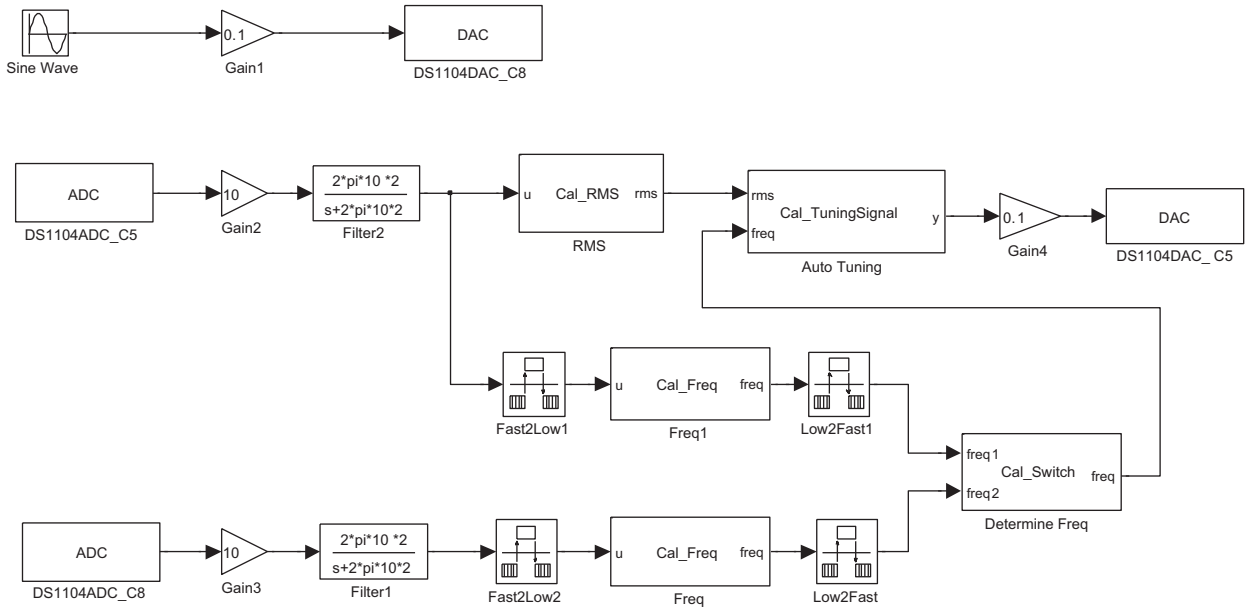 0.1
DAC
Sine Wave
Gain1
DS1104DAC_C8
ADC
10
2*pi*10 *2
s+2*pi*10*2
u
Cal_RMS
rms
rms
freq
Cal_TuningSignal
y
0.1
DAC
DS1104ADC_C5
Gain2
Filter2
RMS
Auto Tuning
Gain4
DS1104DAC_ C5
u
Cal_Freq
freq
Fast2Low1
Freq1
Low2Fast1
freq1
freq2
Cal_Switch
freq
Determine Freq
ADC
10
2*pi*10 *2
s+2*pi*10*2
u
Cal_Freq
freq
DS1104ADC_C8
Gain3
Filter1
Fast2Low2
Freq
Low2Fast